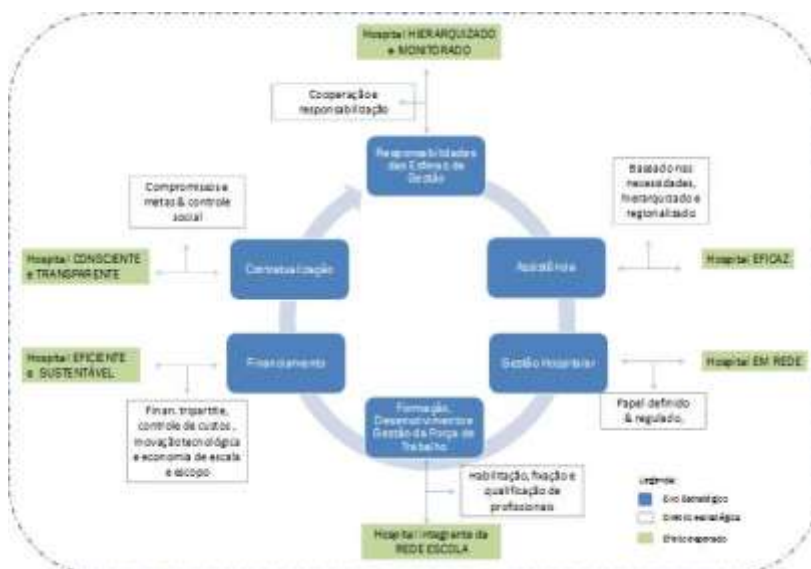 Hospital HIERARQUIZADO
e MONITORADO
Cooperação e
responsabilização
Responsabilidades
das Esferas de
Gestão
Baseado nas
necessidades,
hierarquizado e
regionalizado
Compromissos e
metas & controle
social
Hospital CONSCIENTE
e TRANSPARENTE
Contratualização
Assistência
Hospital EFICAZ
Hospital EFICIENTE
e SUSTENTÁVEL
Financiamento
Gestão Hospitalar
Hospital EM REDE
Finan. tripartite,
controle de custos,
inovação tecnológica
e economia de escala
e escopo
Formação,
Desenvolvimento e
Gestão da Força de
Trabalho
Papel definido
& regulado,
Habilitação, fixação e
qualificação de
profissionais
Hospital integrante da
REDE ESCOLA
Eixo Estratégico
estratégica
Efeito esperado